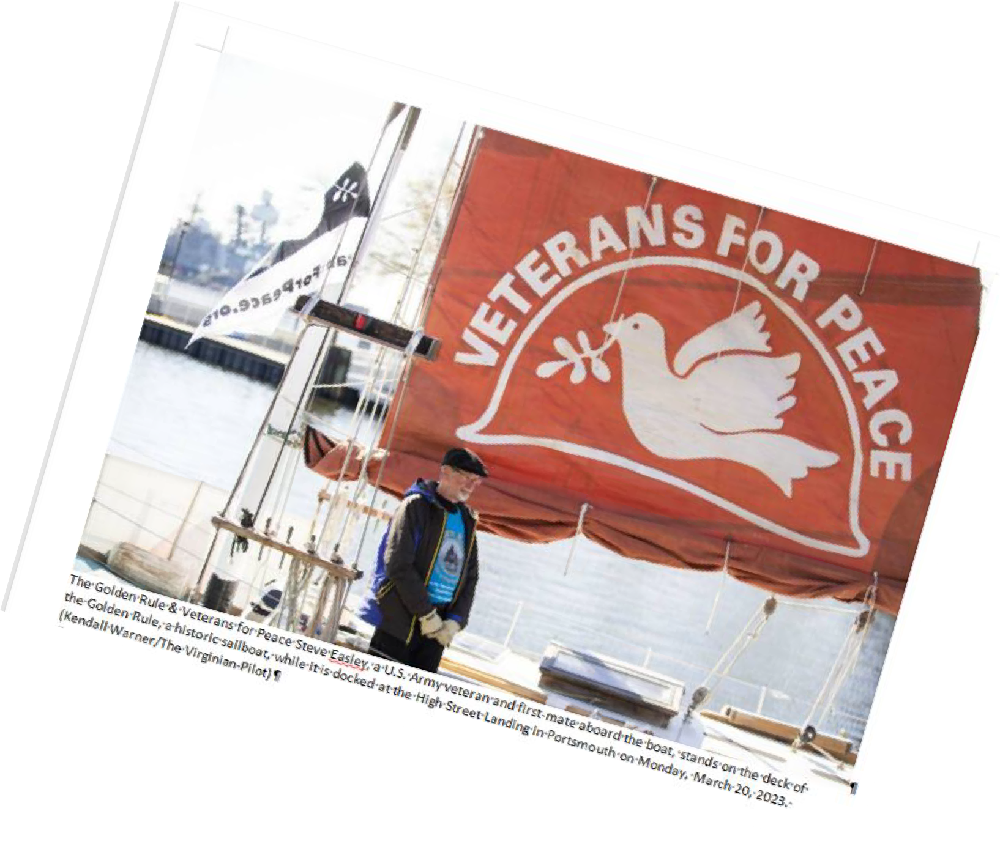 VETERANS FOR PEACE
ForPeace.org
The Golden Rule & Veterans for Peace Steve Easley, a U.S. Army veteran and first-mate aboard the boat, stands on the deck of
the Golden Rule, a historic sailboat, while it is docked at the High Street Landing in Portsmouth on Monday, March 20, 2023.
(Kendall Warner/The Virginian-Pilot)¶
¶